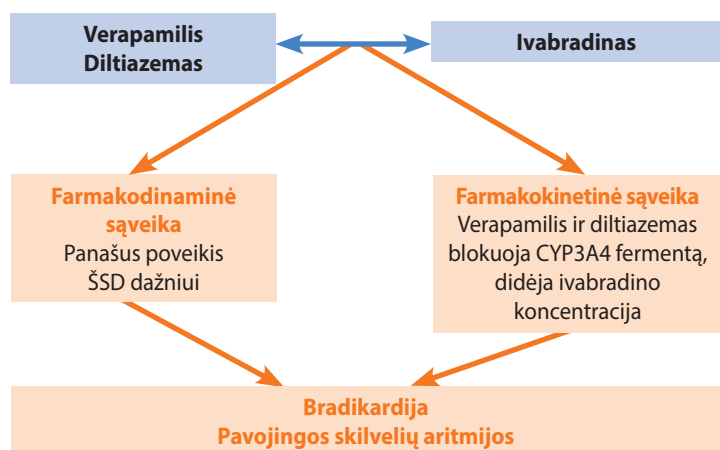 Verapamilis
Diltiazemas
Ivabradinas
Farmakodinaminė
sąveika
Panašus poveikis
ŠSD dažniui
Farmakokinetinė sąveika
Verapamilis ir diltiazemas
blokuoja CYP3A4 fermentą,
didėja ivabradino
koncentracija
Bradikardija
Pavojingos skilvelių aritmijos